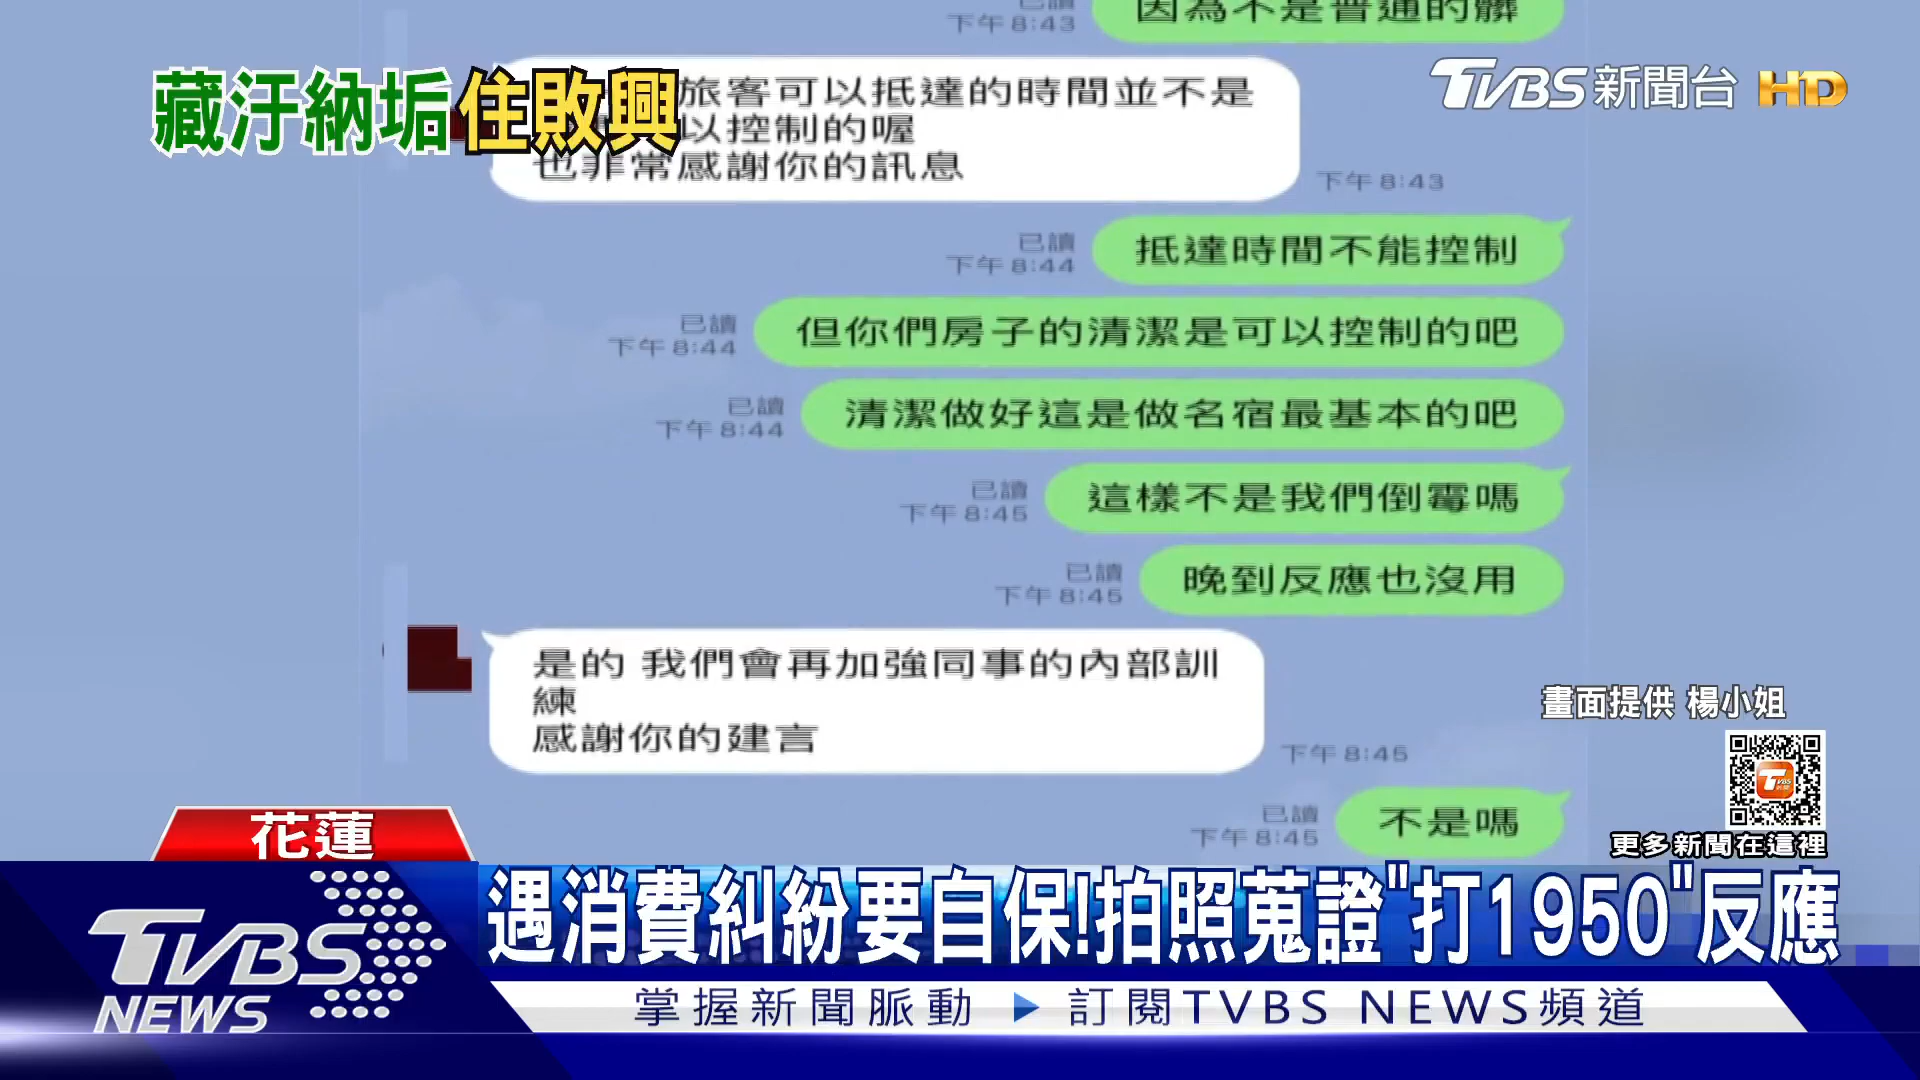 已讀
下午 8:43
因為不是普通的髒
藏汙納垢住敗興
TVBS新聞台 HD
旅客可以抵達的時間並不是
以控制的喔
也非常感謝你的訊息
下午 8:43
已讀
下午 8:44
抵達時間不能控制
已讀
下午 8:44
但你們房子的清潔是可以控制的吧
已讀
下午 8:44
清潔做好這是做名宿最基本的吧
已讀
下午 8:45
這樣不是我們倒霉嗎
已讀
下午 8:45
晚到反應也沒用
是的 我們會再加強同事的內部訓
練
感謝你的建言
下午 8:45
畫面提供 楊小姐
已讀
下午 8:45
不是嗎
更多新聞在這裡
花蓮
遇消費糾紛要自保!拍照蒐證"打1950"反應
TVBS
NEWS
掌握新聞脈動 ▶ 訂閱TVBS NEWS頻道